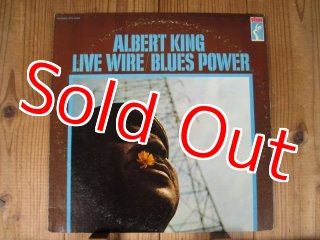 ALBERT KING
LIVE WIRE/BLUES POWER
Sold Out